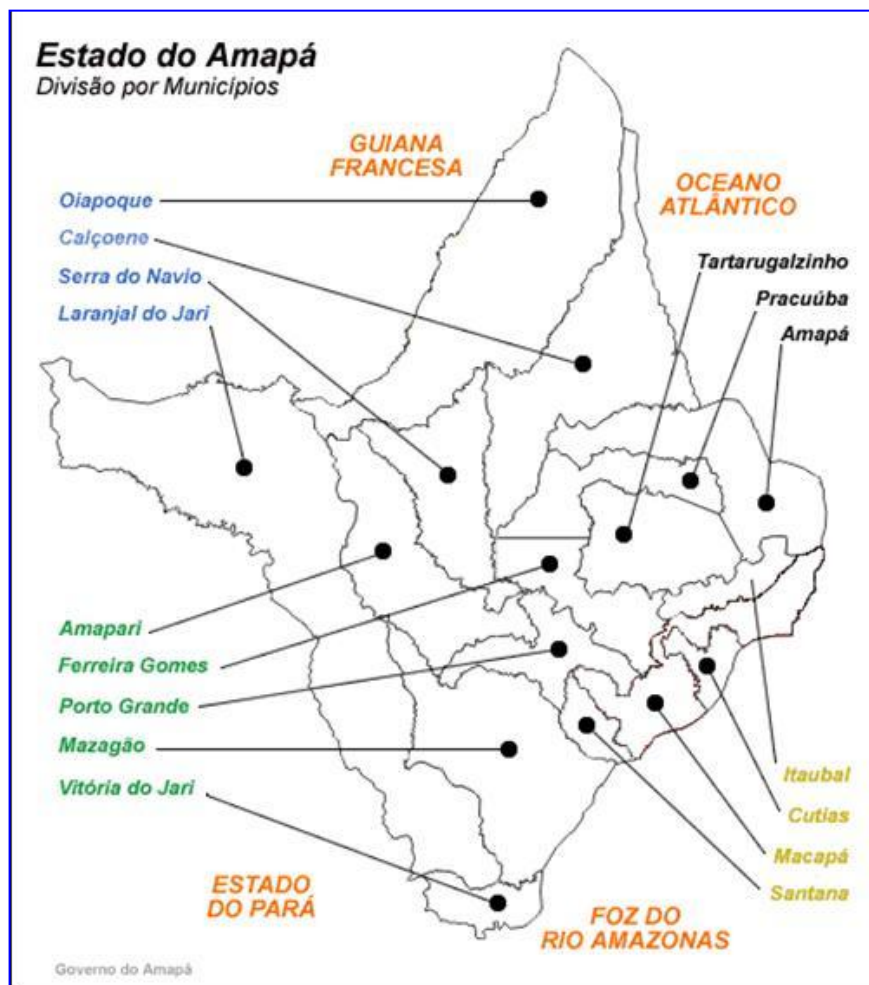 Estado do Amapá
Divisão por Municípios
GUIANA
FRANCESA
OCEANO
ATLÂNTICO
Oiapoque
Calçoene
Serra do Navio
Laranjal do Jari
Tartarugalzinho
Pracuúba
Amapá
Amapari
Ferreira Gomes
Porto Grande
Mazagão
Vitória do Jari
Itaubal
Cutias
Macapá
Santana
ESTADO
DO PARÁ
FOZ DO
RIO AMAZONAS
Governo do Amapá